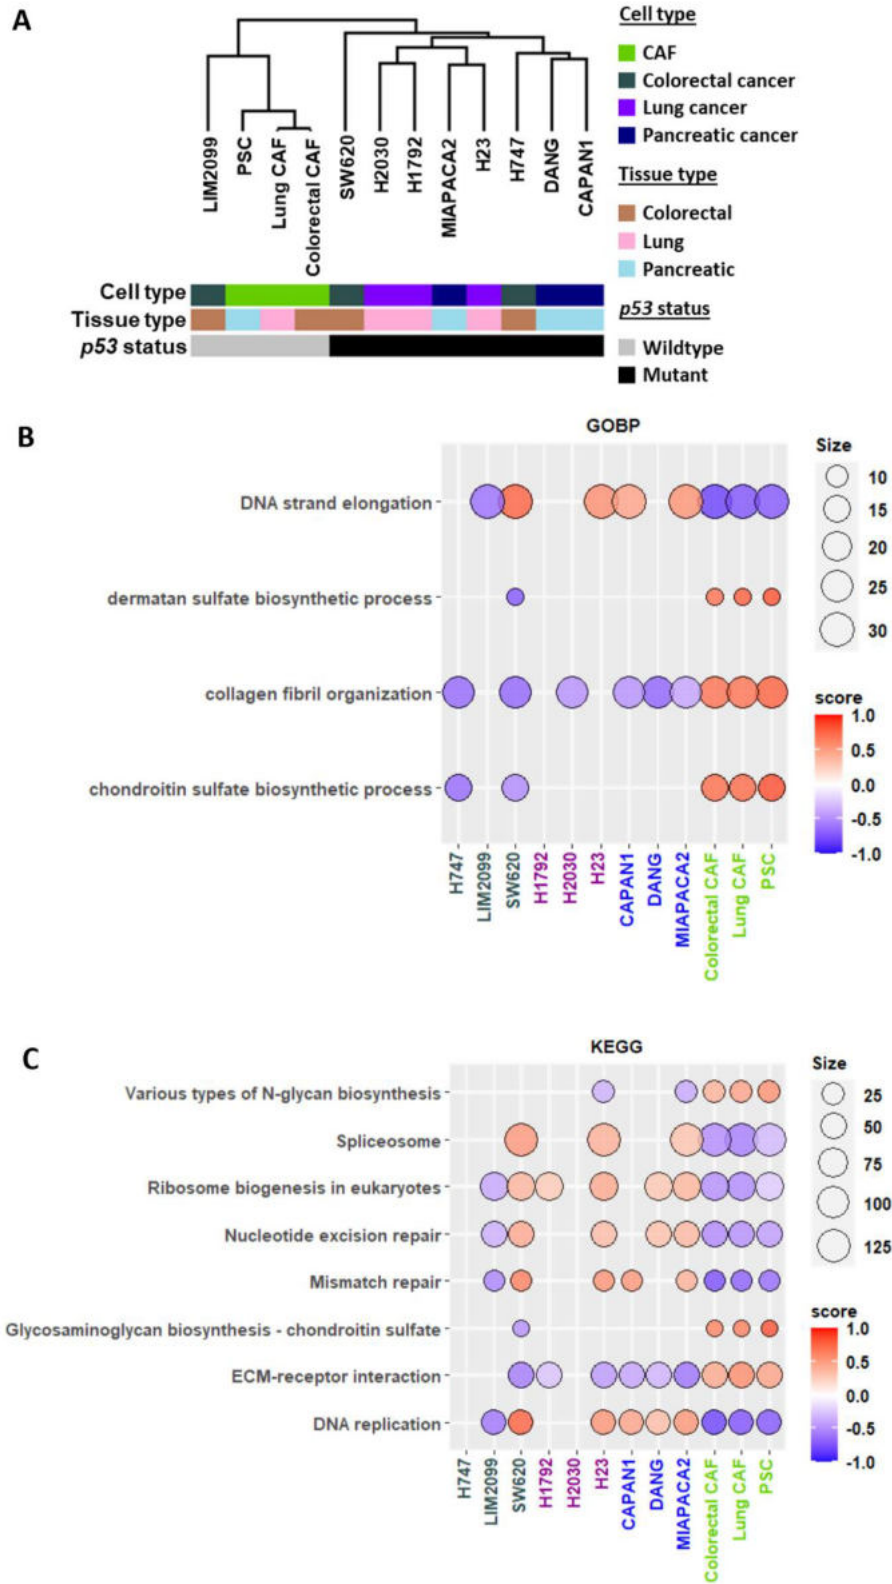 A
LIM2099
PSC
Lung CAF
Colorectal CAF
SW620
H2030
H1792
MIAPACA2
H23
H747
DANG
CAPAN1
Cell type
CAF
Colorectal cancer
Lung cancer
Pancreatic cancer
Tissue type
Colorectal
Lung
Pancreatic
p53 status
Wildtype
Mutant
Cell type
Tissue type
p53 status
B
GOBP
DNA strand elongation
dermatan sulfate biosynthetic process
collagen fibril organization
chondroitin sulfate biosynthetic process
H747
LIM2099
SW620
H1792
H2030
H23
CAPAN1
DANG
MIAPACA2
Colorectal CAF
Lung CAF
PSC
Size
10
15
20
25
30
score
1.0
0.5
0.0
-0.5
-1.0
C
KEGG
Various types of N-glycan biosynthesis
Spliceosome
Ribosome biogenesis in eukaryotes
Nucleotide excision repair
Mismatch repair
Glycosaminoglycan biosynthesis - chondroitin sulfate
ECM-receptor interaction
DNA replication
H747
LIM2099
SW620
H1792
H2030
H23
CAPAN1
DANG
MIAPACA2
Colorectal CAF
Lung CAF
PSC
Size
25
50
75
100
125
score
1.0
0.5
0.0
-0.5
-1.0